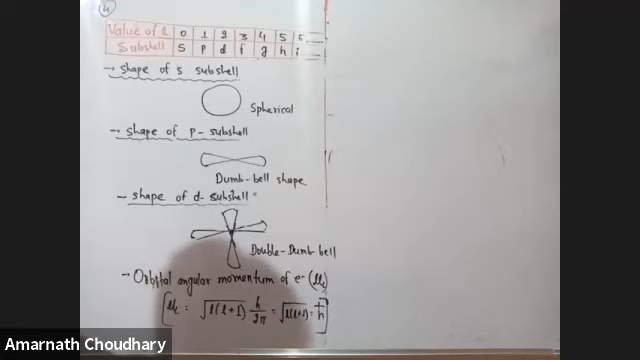 4
Value of l 0 1 2 3 4 5 6
Subshell S p d f g h i
→ shape of s subshell
Spherical
→ shape of p- subshell
Dumb-bell shape
→ shape of d- subshell
Double-Dumb bell
→ Orbital angular momentum of e⁻
= √l(l+1) h/2π = √l(l+1) ħ
Amarnath Choudhary